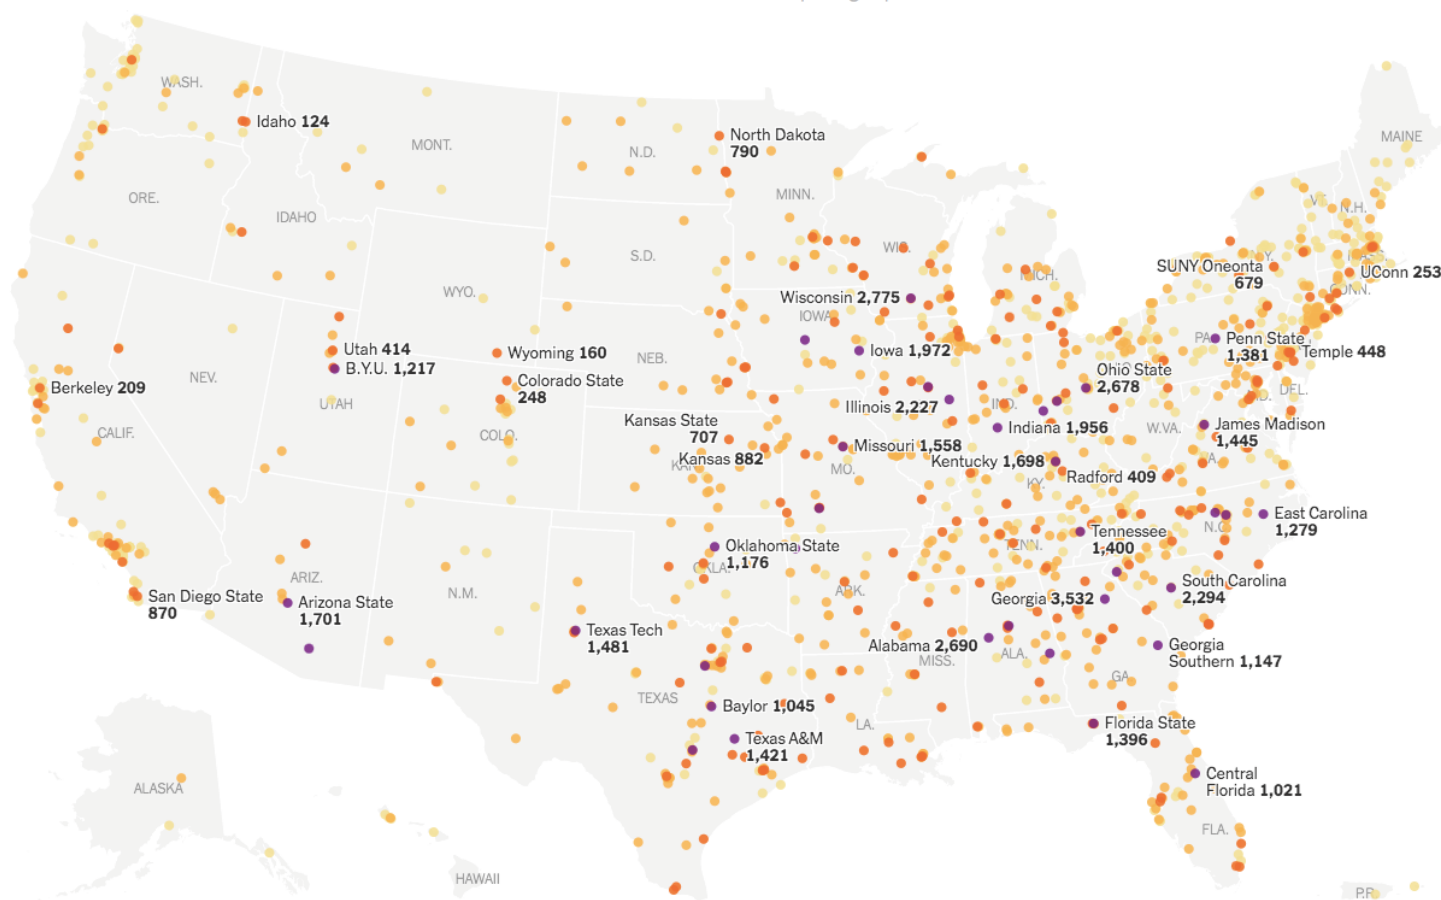 WASH.
Idaho 124
MONT.
N.D.
North Dakota
790
MAINE
ORE.
IDAHO
MINN.
N.H.
S.D.
WIS.
MICH.
SUNY Oneonta
679
UConn 253
MASS.
CONN.
WYO.
Wisconsin 2,775
IOWA
Utah 414
B.Y.U. 1,217
Wyoming 160
NEB.
Iowa 1,972
PA.
Penn State
1,381
Temple 448
Berkeley 209
NEV.
UTAH
Colorado State
248
Ohio State
2,678
DEL.
Illinois 2,227
IND.
CALIF.
COLO.
Kansas State
707
Kansas 882
Missouri 1,558
MO.
Indiana 1,956
W.VA.
James Madison
1,445
Kentucky 1,698
KY.
Radford 409
N.C.
East Carolina
1,279
Oklahoma State
1,176
OKLA.
TENN.
Tennessee
1,400
ARIZ.
N.M.
ARK.
San Diego State
870
Arizona State
1,701
Georgia 3,532
South Carolina
2,294
Texas Tech
1,481
Alabama 2,690
MISS.
ALA.
GA.
Georgia
Southern 1,147
TEXAS
Baylor 1,045
LA.
Texas A&M
1,421
Florida State
1,396
Central
Florida 1,021
ALASKA
FLA.
HAWAII
P.R.